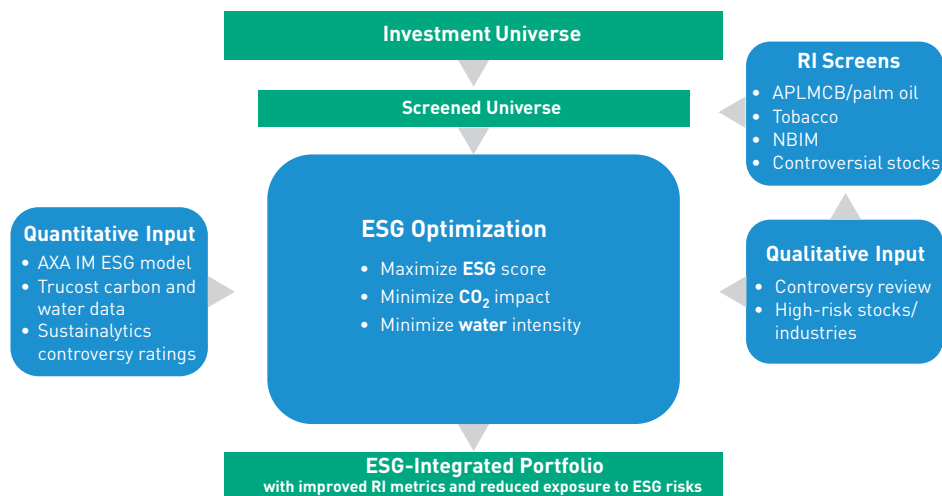 Investment Universe
Screened Universe
RI Screens
• APLMCB/palm oil
• Tobacco
• NBIM
• Controversial stocks
Quantitative Input
• AXA IM ESG model
• Trucost carbon and
water data
• Sustainalytics
controversy ratings
ESG Optimization
• Maximize ESG score
• Minimize CO₂ impact
• Minimize water intensity
Qualitative Input
• Controversy review
• High-risk stocks/
industries
ESG-Integrated Portfolio
with improved RI metrics and reduced exposure to ESG risks